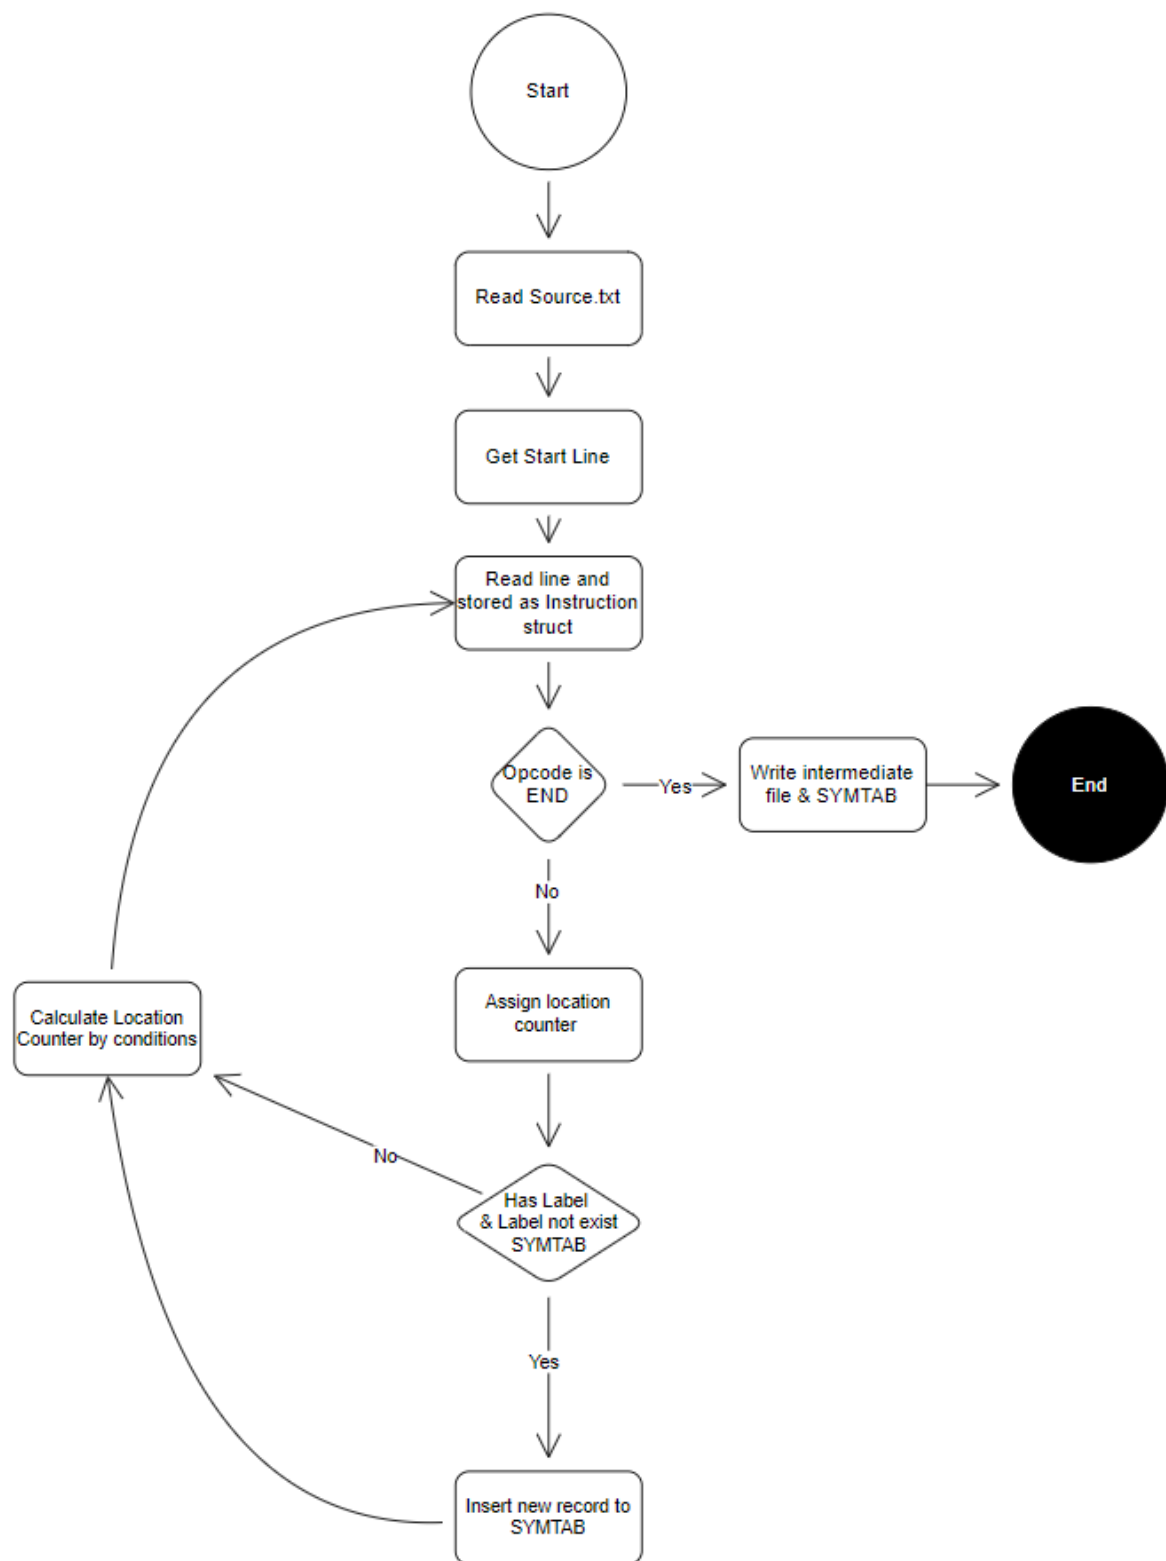 Start
Read Source.txt
Get Start Line
Read line and
stored as Instruction
struct
Opcode is
END
Yes
Write intermediate
file & SYMTAB
End
No
Assign location
counter
Calculate Location
Counter by conditions
No
Has Label
& Label not exist
SYMTAB
Yes
Insert new record to
SYMTAB